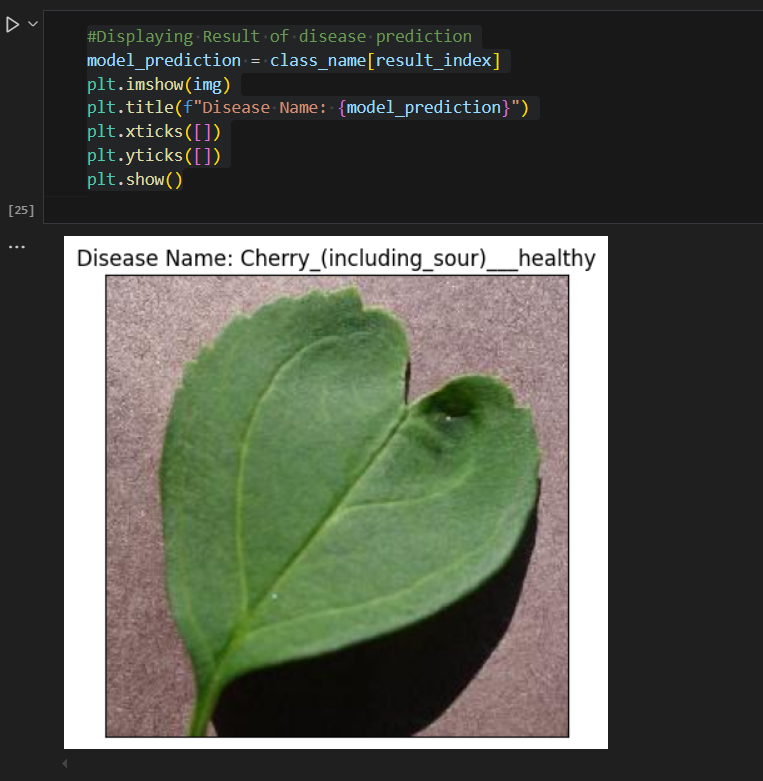 #Displaying Result of disease prediction
model_prediction = class_name[result_index]
plt.imshow(img)
plt.title(f"Disease Name: {model_prediction}")
plt.xticks([])
plt.yticks([])
plt.show()
[25]
...
Disease Name: Cherry_(including_sour)___healthy